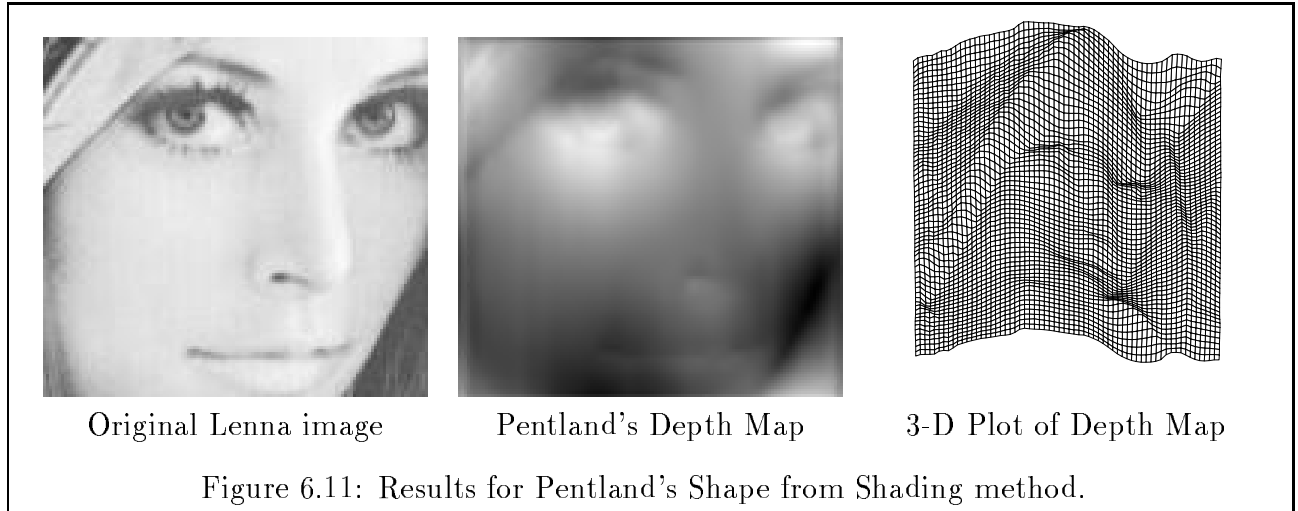 Original Lenna image
Pentland's Depth Map
3-D Plot of Depth Map
Figure 6.11: Results for Pentland's Shape from Shading method.